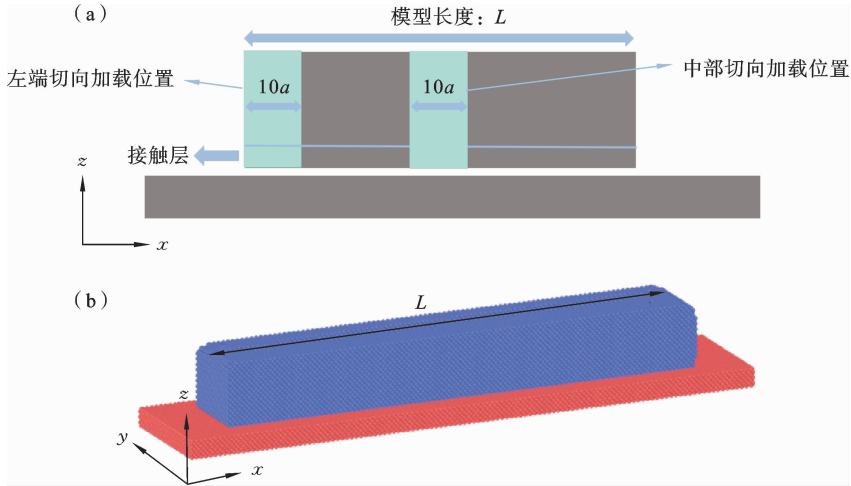 （a）
模型长度：L
左端切向加载位置
中部切向加载位置
10a
10a
接触层
z
x
（b）
L
z
y
x